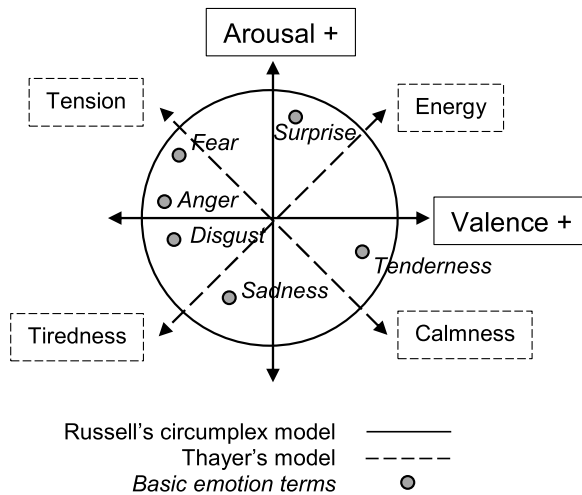 Arousal +
Tension
Energy
Surprise
Fear
Anger
Valence +
Disgust
Tenderness
Sadness
Tiredness
Calmness
Russell's circumplex model
Thayer's model
Basic emotion terms